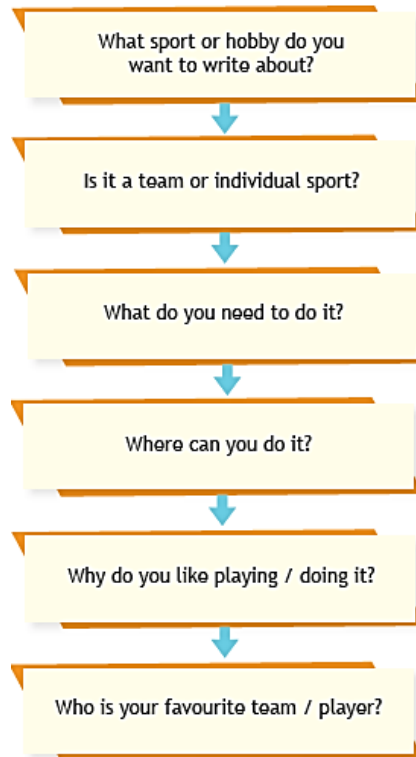 What sport or hobby do you
want to write about?
Is it a team or individual sport?
What do you need to do it?
Where can you do it?
Why do you like playing / doing it?
Who is your favourite team / player?